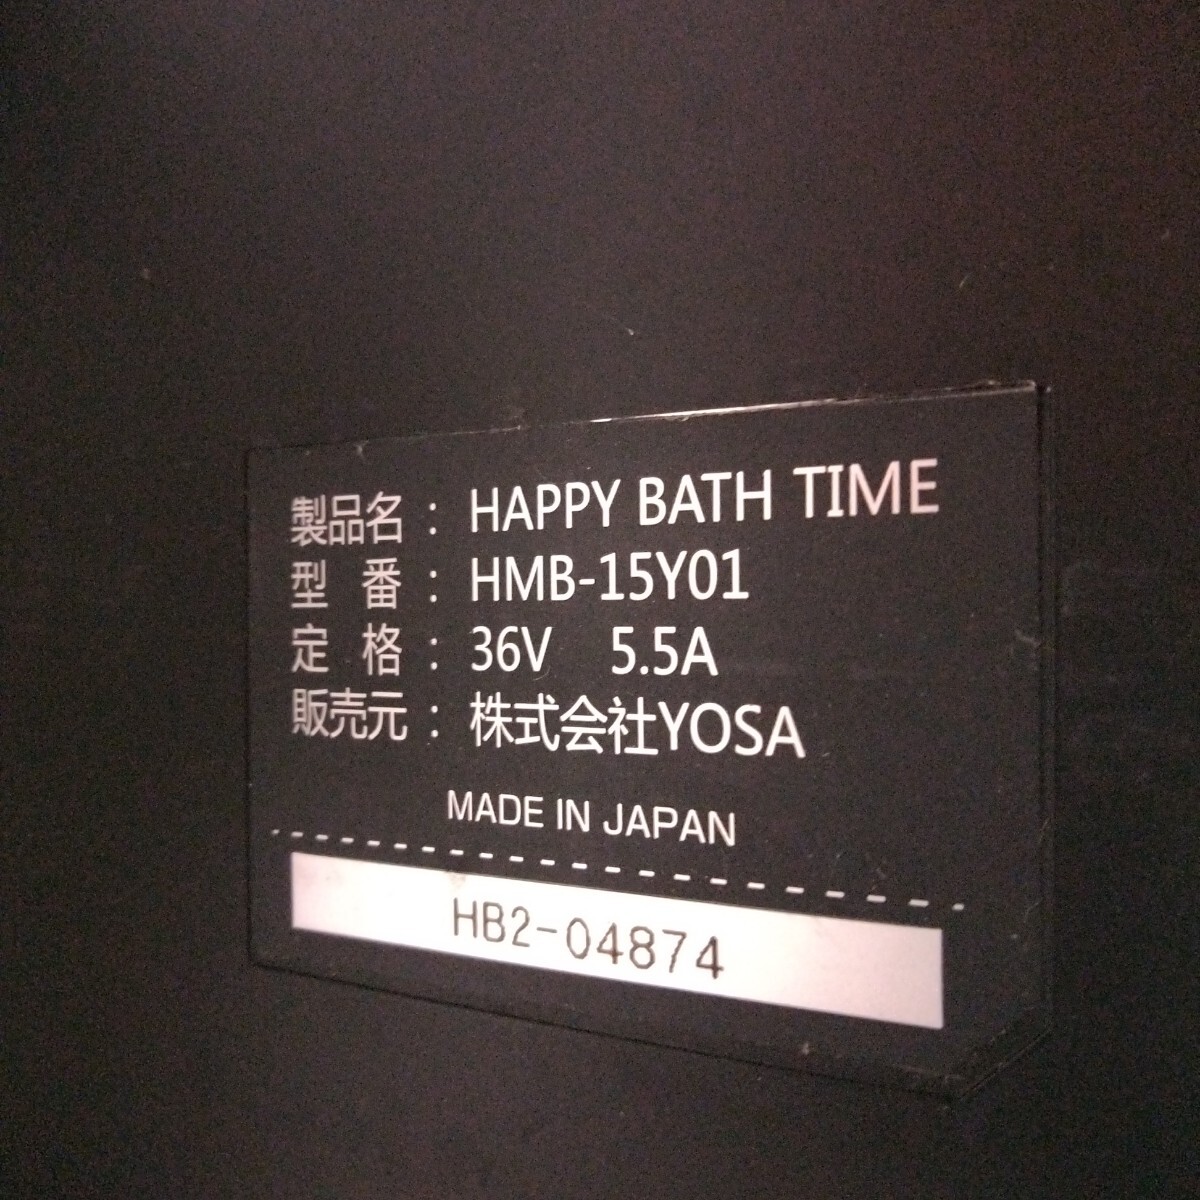 製品名：HAPPY BATH TIME
型 番：HMB-15Y01
定 格：36V 5.5A
販売元：株式会社YOSA
MADE IN JAPAN
HB2-04874